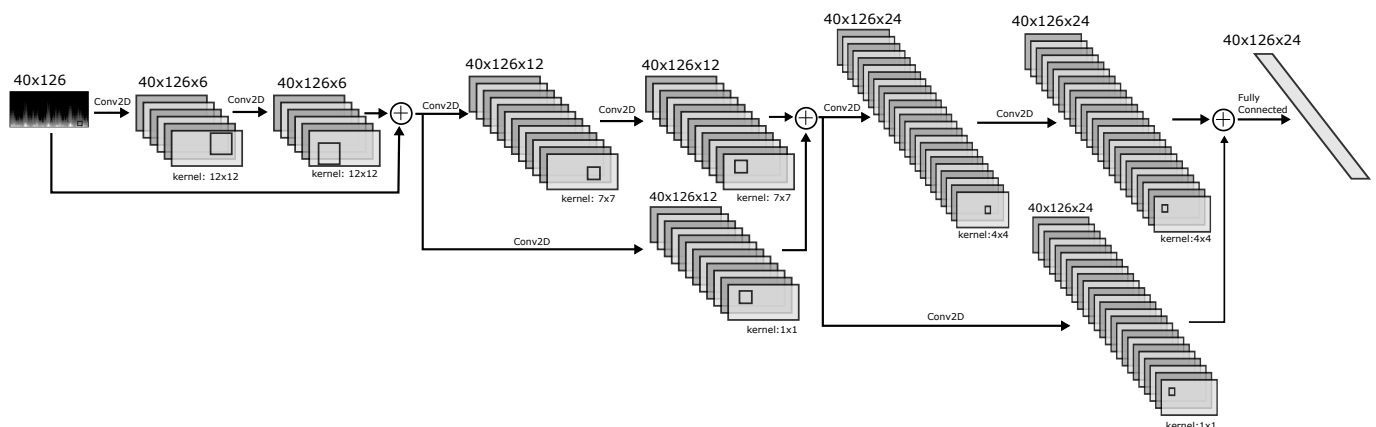 40x126
Conv2D
40x126x6
kernel: 12x12
Conv2D
40x126x6
kernel: 12x12
Conv2D
40x126x12
kernel: 7x7
Conv2D
40x126x12
kernel: 7x7
Conv2D
40x126x12
kernel:1x1
Conv2D
40x126x24
kernel:4x4
Conv2D
40x126x24
kernel:4x4
Conv2D
40x126x24
kernel:1x1
Fully
Connected
40x126x24